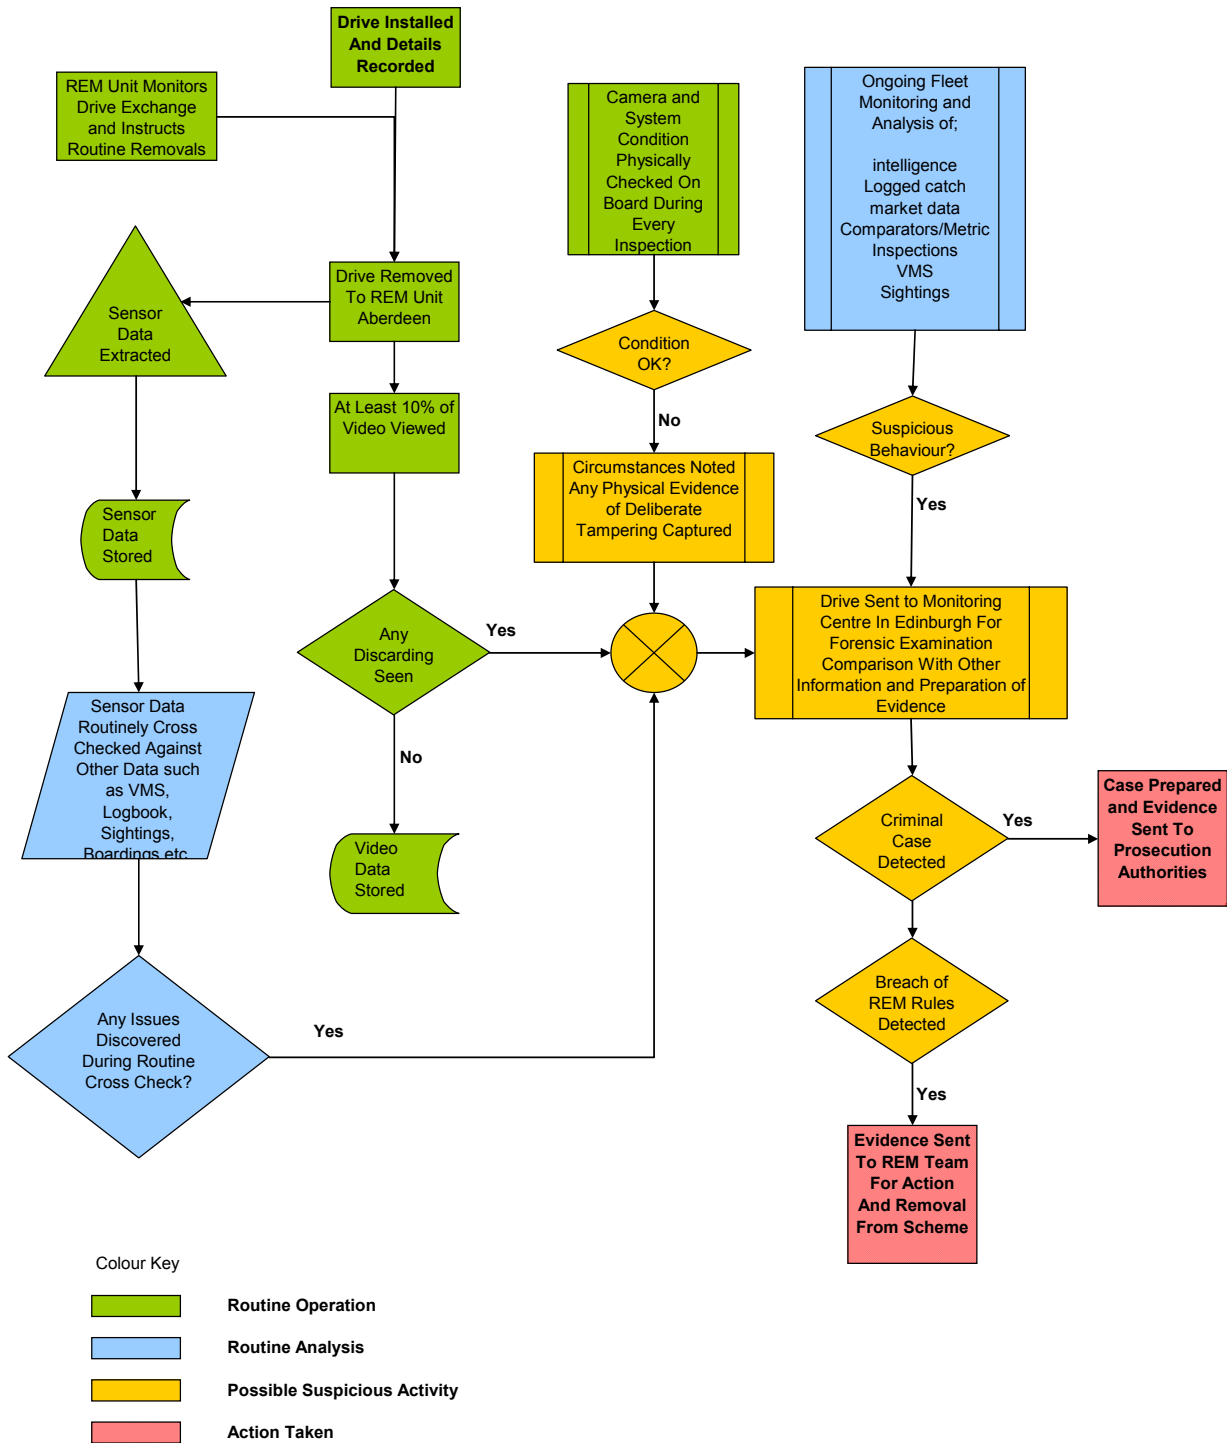 Drive Installed
And Details
Recorded
REM Unit Monitors
Drive Exchange
and Instructs
Routine Removals
Camera and
System
Condition
Physically
Checked On
Board During
Every
Inspection
Ongoing Fleet
Monitoring and
Analysis of;
intelligence
Logged catch
market data
Comparators/Metric
Inspections
VMS
Sightings
Sensor
Data
Extracted
Drive Removed
To REM Unit
Aberdeen
Condition
OK?
At Least 10% of
Video Viewed
No
Suspicious
Behaviour?
Circumstances Noted
Any Physical Evidence
of Deliberate
Tampering Captured
Yes
Sensor
Data
Stored
Any
Discarding
Seen
Yes
Drive Sent to Monitoring
Centre In Edinburgh For
Forensic Examination
Comparison With Other
Information and Preparation of
Evidence
Sensor Data
Routinely Cross
Checked Against
Other Data such
as VMS,
Logbook,
Sightings,
Boardings etc
No
Video
Data
Stored
Criminal
Case
Detected
Yes
Case Prepared
and Evidence
Sent To
Prosecution
Authorities
Any Issues
Discovered
During Routine
Cross Check?
Yes
Breach of
REM Rules
Detected
Yes
Evidence Sent
To REM Team
For Action
And Removal
From Scheme
Colour Key
Routine Operation
Routine Analysis
Possible Suspicious Activity
Action Taken